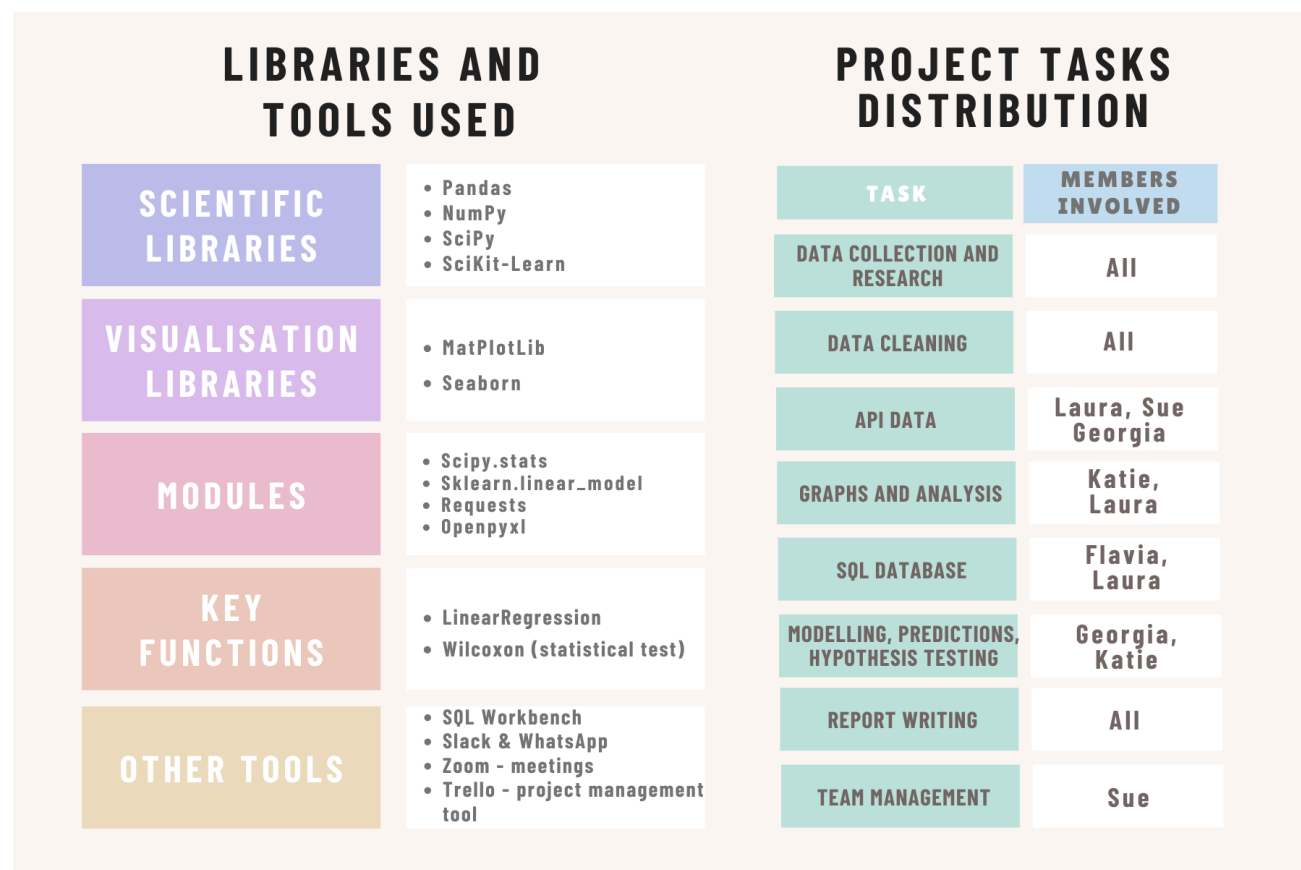 LIBRARIES AND
TOOLS USED
SCIENTIFIC
LIBRARIES
• Pandas
• NumPy
• SciPy
• SciKit-Learn
VISUALISATION
LIBRARIES
• MatPlotLib
• Seaborn
MODULES
• Scipy.stats
• Sklearn.linear_model
• Requests
• Openpyxl
KEY
FUNCTIONS
• LinearRegression
• Wilcoxon (statistical test)
OTHER TOOLS
• SQL Workbench
• Slack & WhatsApp
• Zoom - meetings
• Trello - project management
tool
PROJECT TASKS
DISTRIBUTION
TASK
MEMBERS
INVOLVED
DATA COLLECTION AND
RESEARCH
All
DATA CLEANING
All
API DATA
Laura, Sue
Georgia
GRAPHS AND ANALYSIS
Katie,
Laura
SQL DATABASE
Flavia,
Laura
MODELLING, PREDICTIONS,
HYPOTHESIS TESTING
Georgia,
Katie
REPORT WRITING
All
TEAM MANAGEMENT
Sue